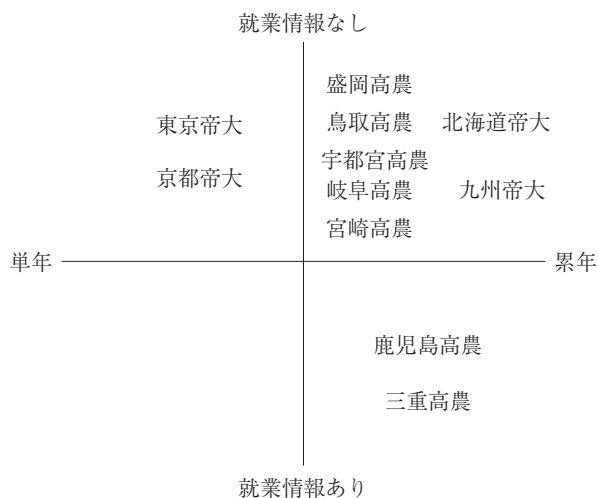 就業情報なし
盛岡高農
東京帝大
鳥取高農 北海道帝大
宇都宮高農
京都帝大
岐阜高農 九州帝大
宮崎高農
単年
累年
鹿児島高農
三重高農
就業情報あり